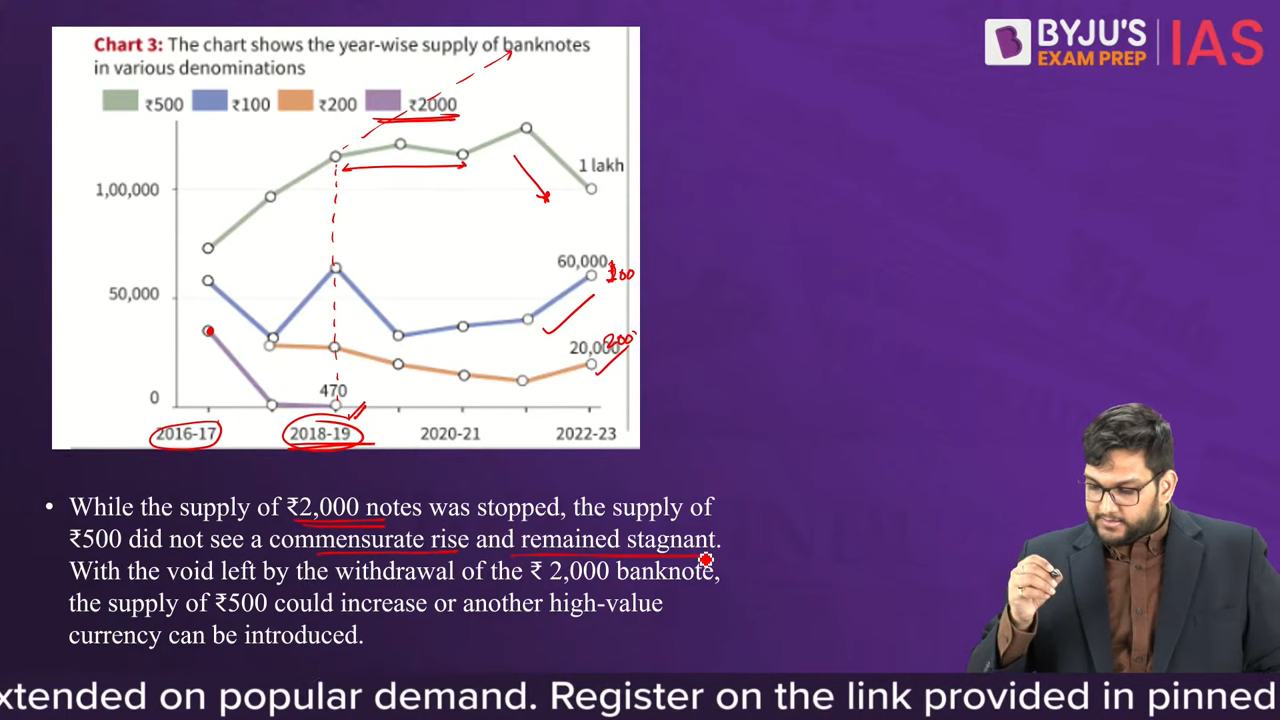 Chart 3: The chart shows the year-wise supply of banknotes
in various denominations
₹500 ₹100 ₹200 ₹2000
BYJU'S
EXAM PREP
IAS
1 lakh
1,00,000
60,000
100
50,000
200
20,000
470
0
2016-17 2018-19 2020-21 2022-23
• While the supply of ₹2,000 notes was stopped, the supply of
₹500 did not see a commensurate rise and remained stagnant.
With the void left by the withdrawal of the ₹ 2,000 banknote,
the supply of ₹500 could increase or another high-value
currency can be introduced.
xtended on popular demand. Register on the link provided in pinned